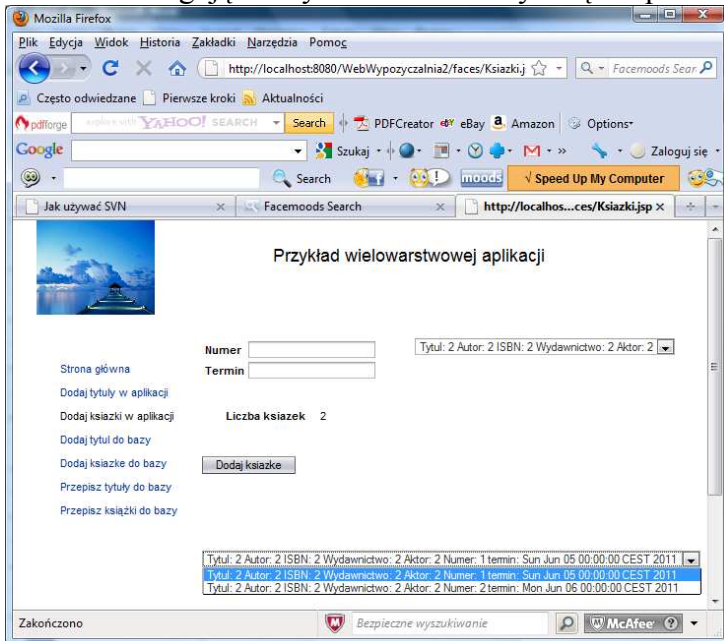 Mozilla Firefox
Plik Edycja Widok Historia Zakładki Narzędzia Pomoc
http://localhost:8080/WebWypozyczalnia2/faces/Ksiazki.j
Facemoods Sear
Często odwiedzane Pierwsze kroki Aktualności
pdfforge YAHOO! SEARCH Search PDFCreator eBay Amazon Options
Google Szukaj Zaloguj się
Search moods √ Speed Up My Computer
Jak używać SVN Facemoods Search http://localhos...ces/Ksiazki.jsp
Przykład wielowarstwowej aplikacji
Numer
Tytul: 2 Autor: 2 ISBN: 2 Wydawnictwo: 2 Aktor: 2
Strona główna
Termin
Dodaj tytuly w aplikacji
Dodaj ksiazki w aplikacji
Liczba ksiazek 2
Dodaj tytul do bazy
Dodaj ksiazke do bazy
Dodaj ksiazke
Przepisz tytuły do bazy
Przepisz książki do bazy
Tytul: 2 Autor: 2 ISBN: 2 Wydawnictwo: 2 Aktor: 2 Numer: 1 termin: Sun Jun 05 00:00:00 CEST 2011
Tytul: 2 Autor: 2 ISBN: 2 Wydawnictwo: 2 Aktor: 2 Numer: 1 termin: Sun Jun 05 00:00:00 CEST 2011
Tytul: 2 Autor: 2 ISBN: 2 Wydawnictwo: 2 Aktor: 2 Numer: 2 termin: Mon Jun 06 00:00:00 CEST 2011
Zakończono
Bezpieczne wyszukiwanie
McAfee